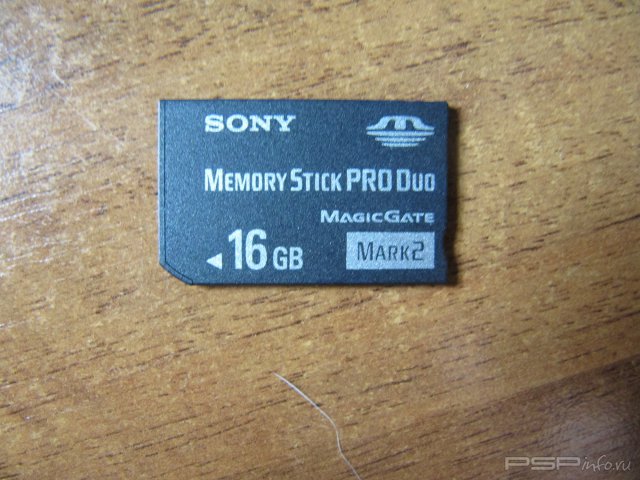 SONY
MEMORY STICK PRO DUO
MAGICGATE
16 GB
MARK2
PSPinfo.ru